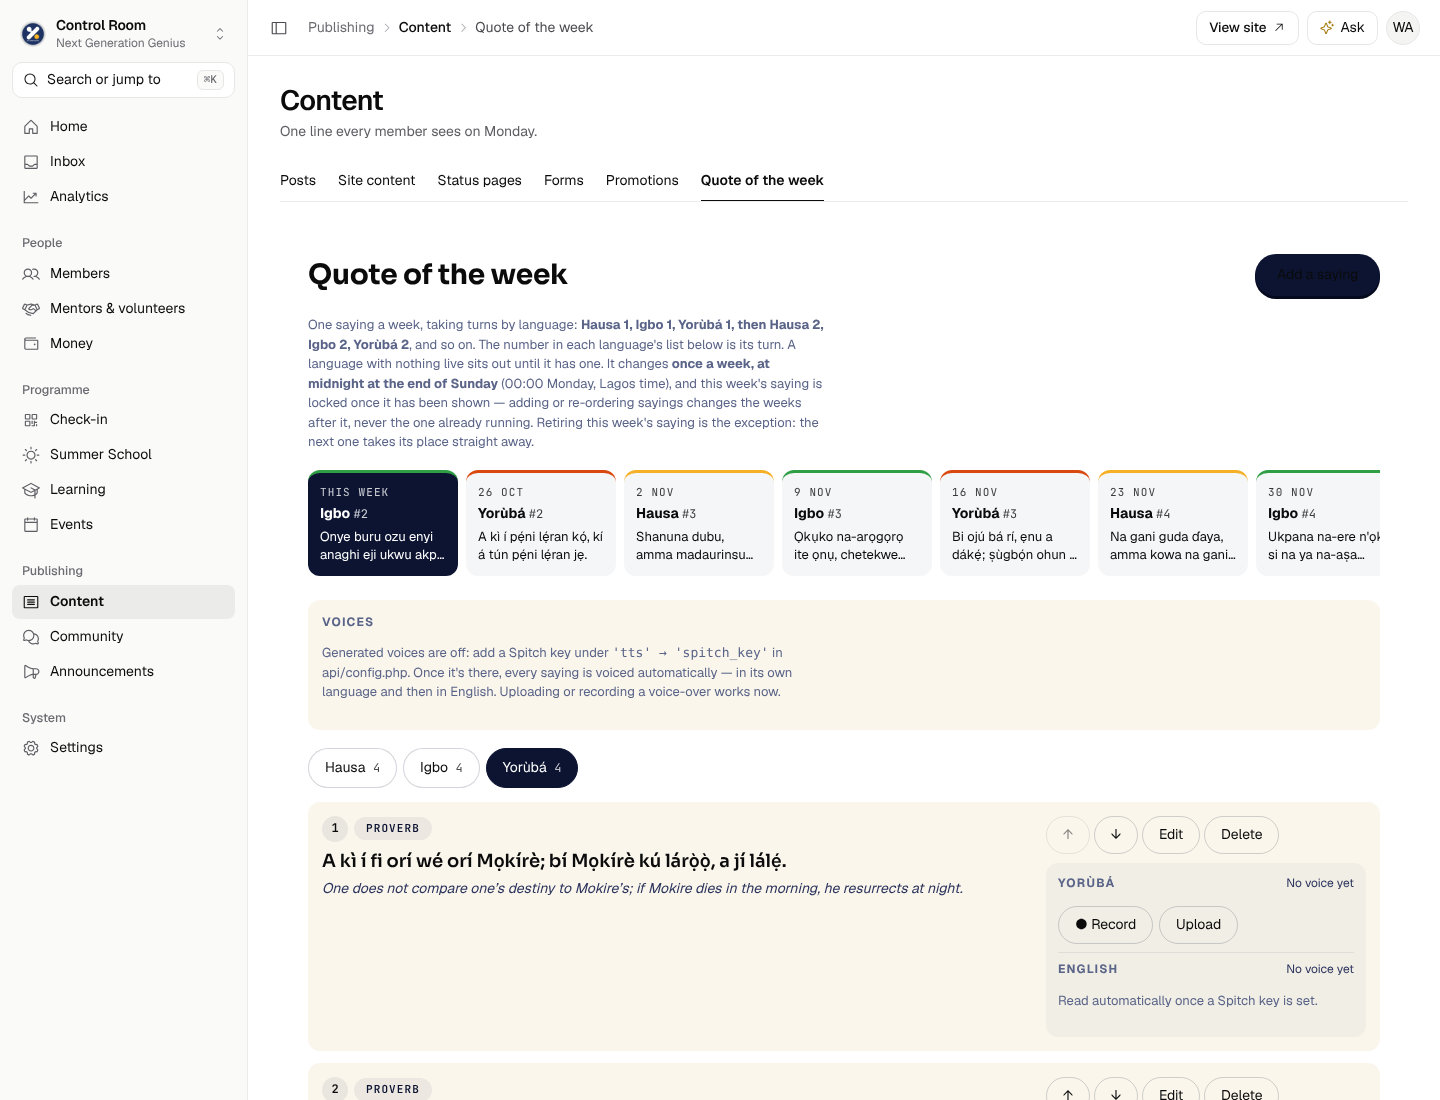 Control Room
Next Generation Genius
Search or jump to ⌘K
Home
Inbox
Analytics
People
Members
Mentors & volunteers
Money
Programme
Check-in
Summer School
Learning
Events
Publishing
Content
Community
Announcements
System
Settings
Publishing > Content > Quote of the week
View site ↗ Ask WA
Content
One line every member sees on Monday.
Posts Site content Status pages Forms Promotions Quote of the week
Quote of the week
Add a saying
One saying a week, taking turns by language: Hausa 1, Igbo 1, Yorùbá 1, then Hausa 2,
Igbo 2, Yorùbá 2, and so on. The number in each language's list below is its turn. A
language with nothing live sits out until it has one. It changes once a week, at
midnight at the end of Sunday (00:00 Monday, Lagos time), and this week's saying is
locked once it has been shown — adding or re-ordering sayings changes the weeks
after it, never the one already running. Retiring this week's saying is the exception: the
next one takes its place straight away.
THIS WEEK
Igbo #2
Onye buru ozu enyi
anaghi eji ukwu akp...
26 OCT
Yorùbá #2
A kì í pẹ́ni lẹ́ran kọ́, kí
á tún pẹ́ni lẹ́ran jẹ.
2 NOV
Hausa #3
Shanuna dubu,
amma madaurinsu...
9 NOV
Igbo #3
Ọkụko na-arọgọrọ
ite ọnụ, chetekwe...
16 NOV
Yorùbá #3
Bi ojú bá rí, ẹnu a
dákẹ́; ṣùgbọ́n ohun ...
23 NOV
Hausa #4
Na gani guda ɗaya,
amma kowa na gani...
30 NOV
Igbo #4
Ukpana na-ere n'ọk
si na ya na-aṣa...
VOICES
Generated voices are off: add a Spitch key under 'tts' → 'spitch_key' in
api/config.php. Once it's there, every saying is voiced automatically — in its own
language and then in English. Uploading or recording a voice-over works now.
Hausa 4 Igbo 4 Yorùbá 4
1 PROVERB
A kì í fi orí wé orí Mọkírè; bí Mọkírè kú láròọ̀, a jí lálẹ́.
One does not compare one's destiny to Mokire's; if Mokire dies in the morning, he resurrects at night.
↑ ↓ Edit Delete
YORÙBÁ No voice yet
Record Upload
ENGLISH No voice yet
Read automatically once a Spitch key is set.
2 PROVERB
↑ ↓ Edit Delete